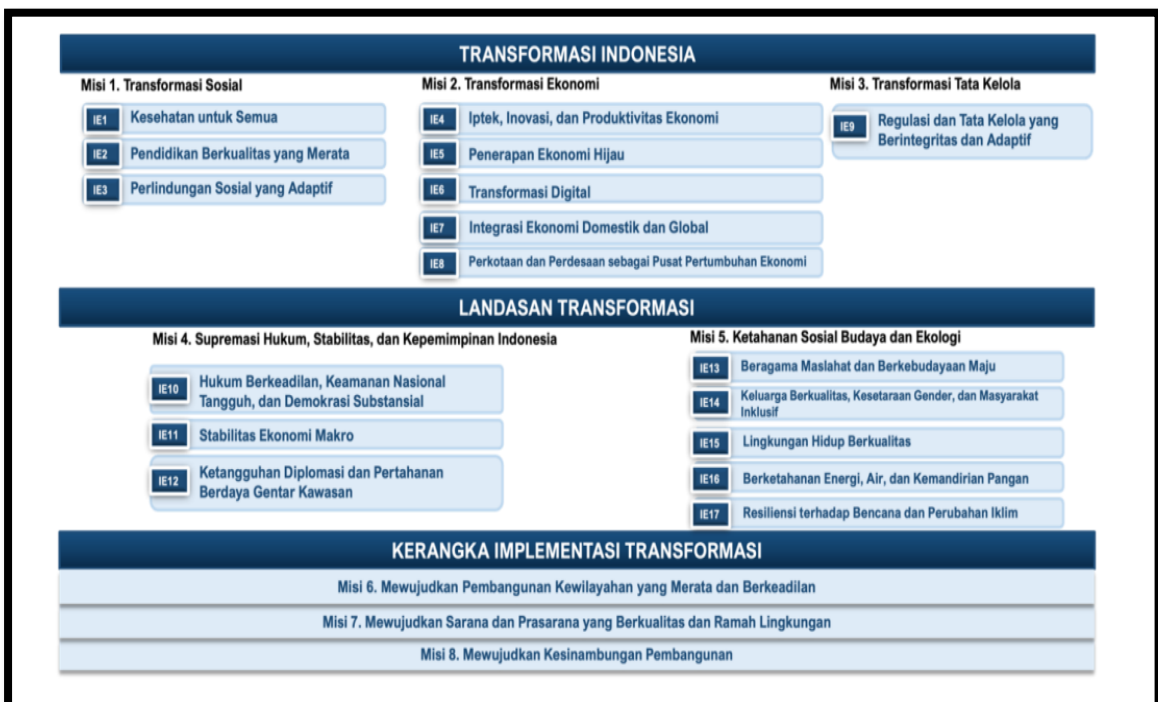 TRANSFORMASI INDONESIA
Misi 1. Transformasi Sosial
IE1 Kesehatan untuk Semua
IE2 Pendidikan Berkualitas yang Merata
IE3 Perlindungan Sosial yang Adaptif
Misi 2. Transformasi Ekonomi
IE4 Iptek, Inovasi, dan Produktivitas Ekonomi
IE5 Penerapan Ekonomi Hijau
IE6 Transformasi Digital
IE7 Integrasi Ekonomi Domestik dan Global
IE8 Perkotaan dan Perdesaan sebagai Pusat Pertumbuhan Ekonomi
Misi 3. Transformasi Tata Kelola
IE9 Regulasi dan Tata Kelola yang
Berintegritas dan Adaptif
LANDASAN TRANSFORMASI
Misi 4. Supremasi Hukum, Stabilitas, dan Kepemimpinan Indonesia
IE10 Hukum Berkeadilan, Keamanan Nasional
Tangguh, dan Demokrasi Substansial
IE11 Stabilitas Ekonomi Makro
IE12 Ketangguhan Diplomasi dan Pertahanan
Berdaya Gentar Kawasan
Misi 5. Ketahanan Sosial Budaya dan Ekologi
IE13 Beragama Maslahat dan Berkebudayaan Maju
IE14 Keluarga Berkualitas, Kesetaraan Gender, dan Masyarakat
Inklusif
IE15 Lingkungan Hidup Berkualitas
IE16 Berketahanan Energi, Air, dan Kemandirian Pangan
IE17 Resiliensi terhadap Bencana dan Perubahan Iklim
KERANGKA IMPLEMENTASI TRANSFORMASI
Misi 6. Mewujudkan Pembangunan Kewilayahan yang Merata dan Berkeadilan
Misi 7. Mewujudkan Sarana dan Prasarana yang Berkualitas dan Ramah Lingkungan
Misi 8. Mewujudkan Kesinambungan Pembangunan